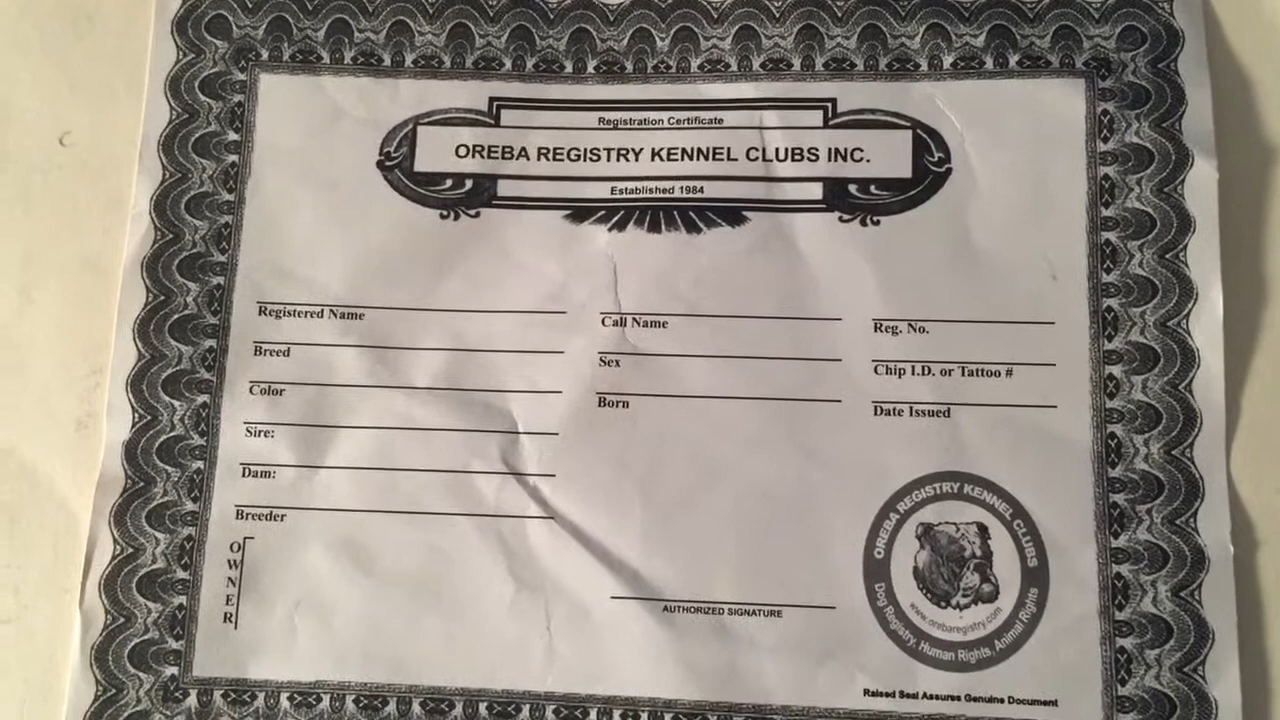 Registration Certificate
OREBA REGISTRY KENNEL CLUBS INC.
Established 1984
Registered Name
Call Name
Reg. No.
Breed
Sex
Chip I.D. or Tattoo #
Color
Born
Date Issued
Sire:
Dam:
Breeder
OWNER
AUTHORIZED SIGNATURE
OREBA REGISTRY KENNEL CLUBS
www.orebaregistry.com
Dog Registry, Human Rights, Animal Rights
Raised Seal Assures Genuine Document